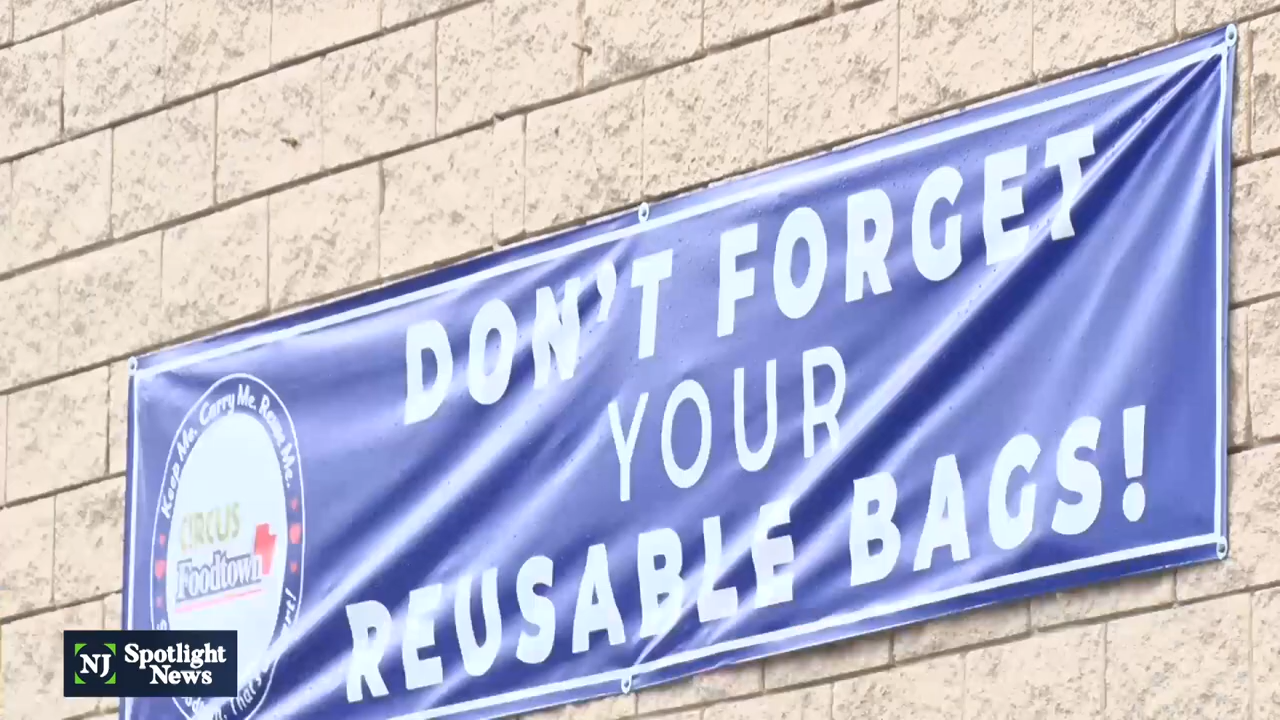 DON'T FORGET
YOUR
REUSABLE BAGS!
Keep Me. Carry Me. Reuse Me.
CIRCUS
Foodtown
NJ Spotlight
News